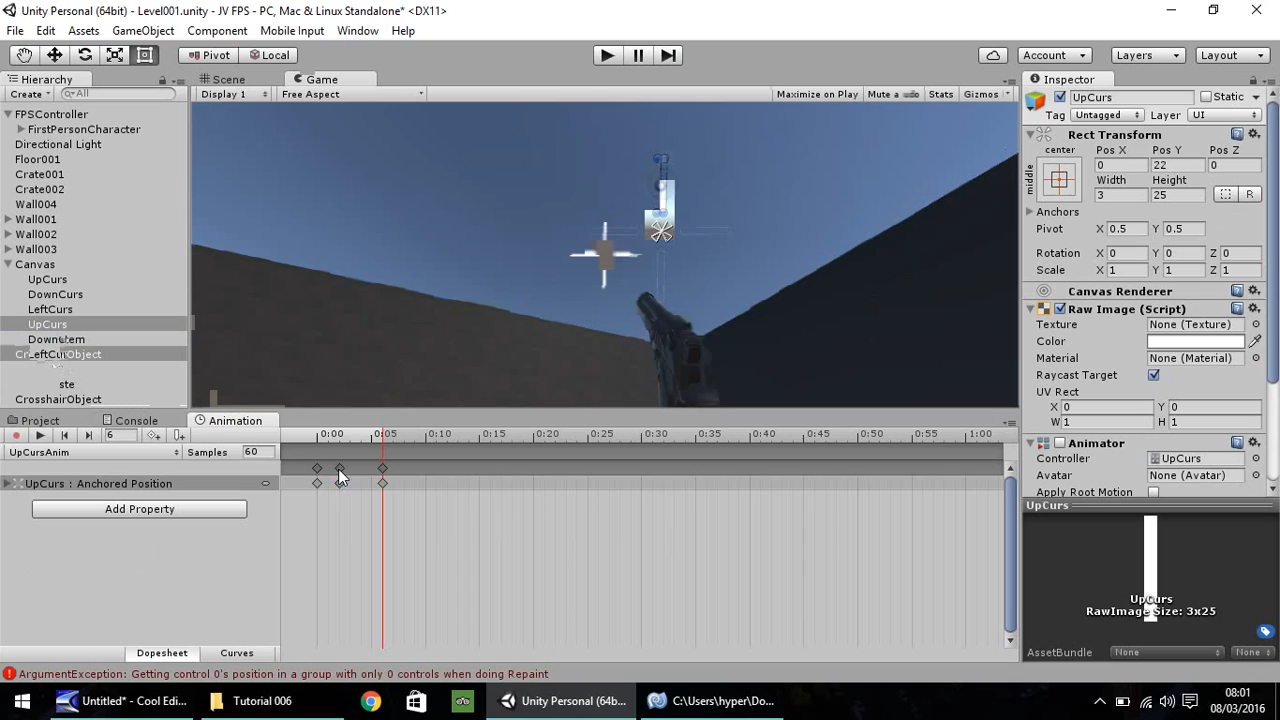 Unity Personal (64bit) - Level001.unity - JV FPS - PC, Mac & Linux Standalone* <DX11>
File Edit Assets GameObject Component Mobile Input Window Help
Pivot Local Account Layers Layout
Hierarchy Scene Game Inspector
Create All Display 1 Free Aspect Maximize on Play Mute a Stats Gizmos
UpCurs Static
Tag Untagged Layer UI
FPSController
FirstPersonCharacter
Directional Light
Floor001
Crate001
Crate002
Wall004
Wall001
Wall002
Wall003
Canvas
UpCurs
DownCurs
LeftCurs
UpCurs
ste
CrosshairObject
Rect Transform
center Pos X Pos Y Pos Z
0 22 0
middle Width Height
3 25 R
Anchors
Pivot X 0.5 Y 0.5
Rotation X 0 Y 0 Z 0
Scale X 1 Y 1 Z 1
Canvas Renderer
Raw Image (Script)
Texture None (Texture)
Color
Material None (Material)
Raycast Target
UV Rect
X 0 Y 0
W 1 H 1
Animator
Controller UpCurs
Avatar None (Avatar)
Apply Root Motion
Project Console Animation
6 0:00 0:05 0:10 0:15 0:20 0:25 0:30 0:35 0:40 0:45 0:50 0:55 1:00
UpCursAnim Samples 60
UpCurs : Anchored Position
Add Property
Dopesheet Curves
UpCurs
UpCurs
RawImage Size: 3x25
AssetBundle None None
ArgumentException: Getting control 0's position in a group with only 0 controls when doing Repaint
Untitled* - Cool Edi... Tutorial 006 Unity Personal (64b... C:\Users\hyper\Do...
08:01
08/03/2016